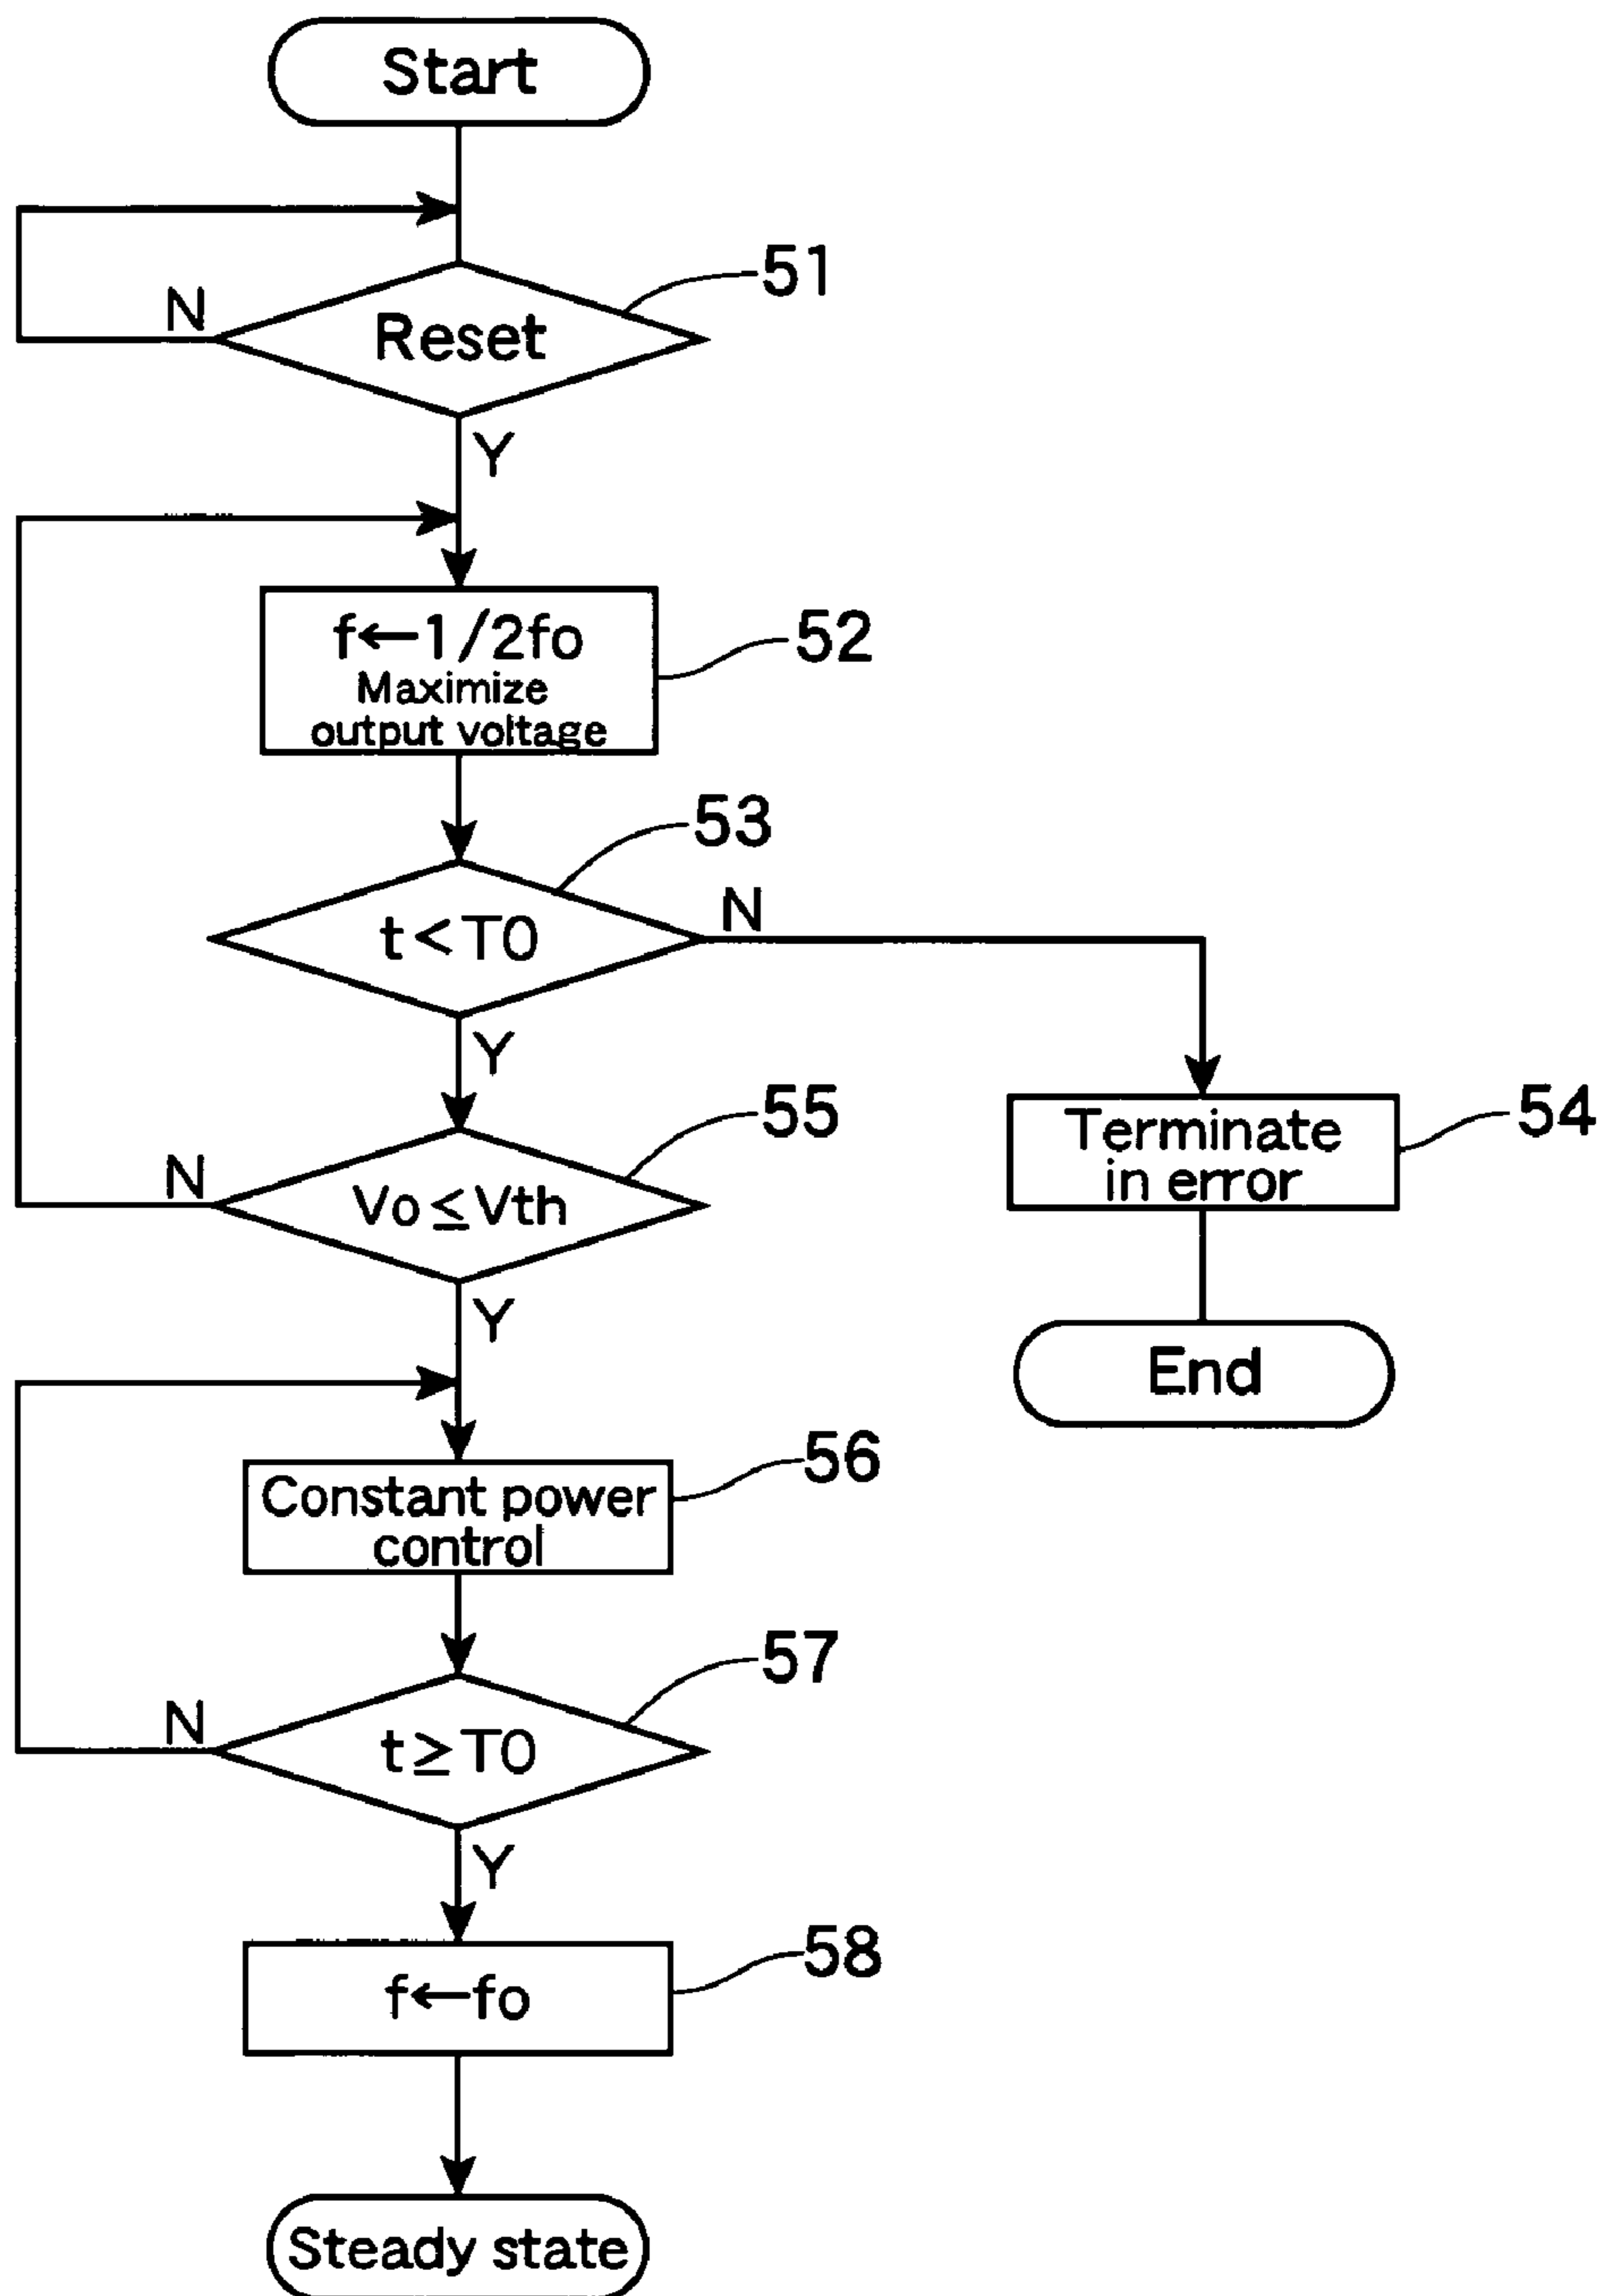 Start
51
N
Reset
Y
52
f←1/2fo
Maximize
output voltage
53
N
t<T0
Y
55
54
Terminate
in error
N
Vo≤Vth
Y
End
56
Constant power
control
57
N
t≥T0
Y
58
f←fo
Steady state